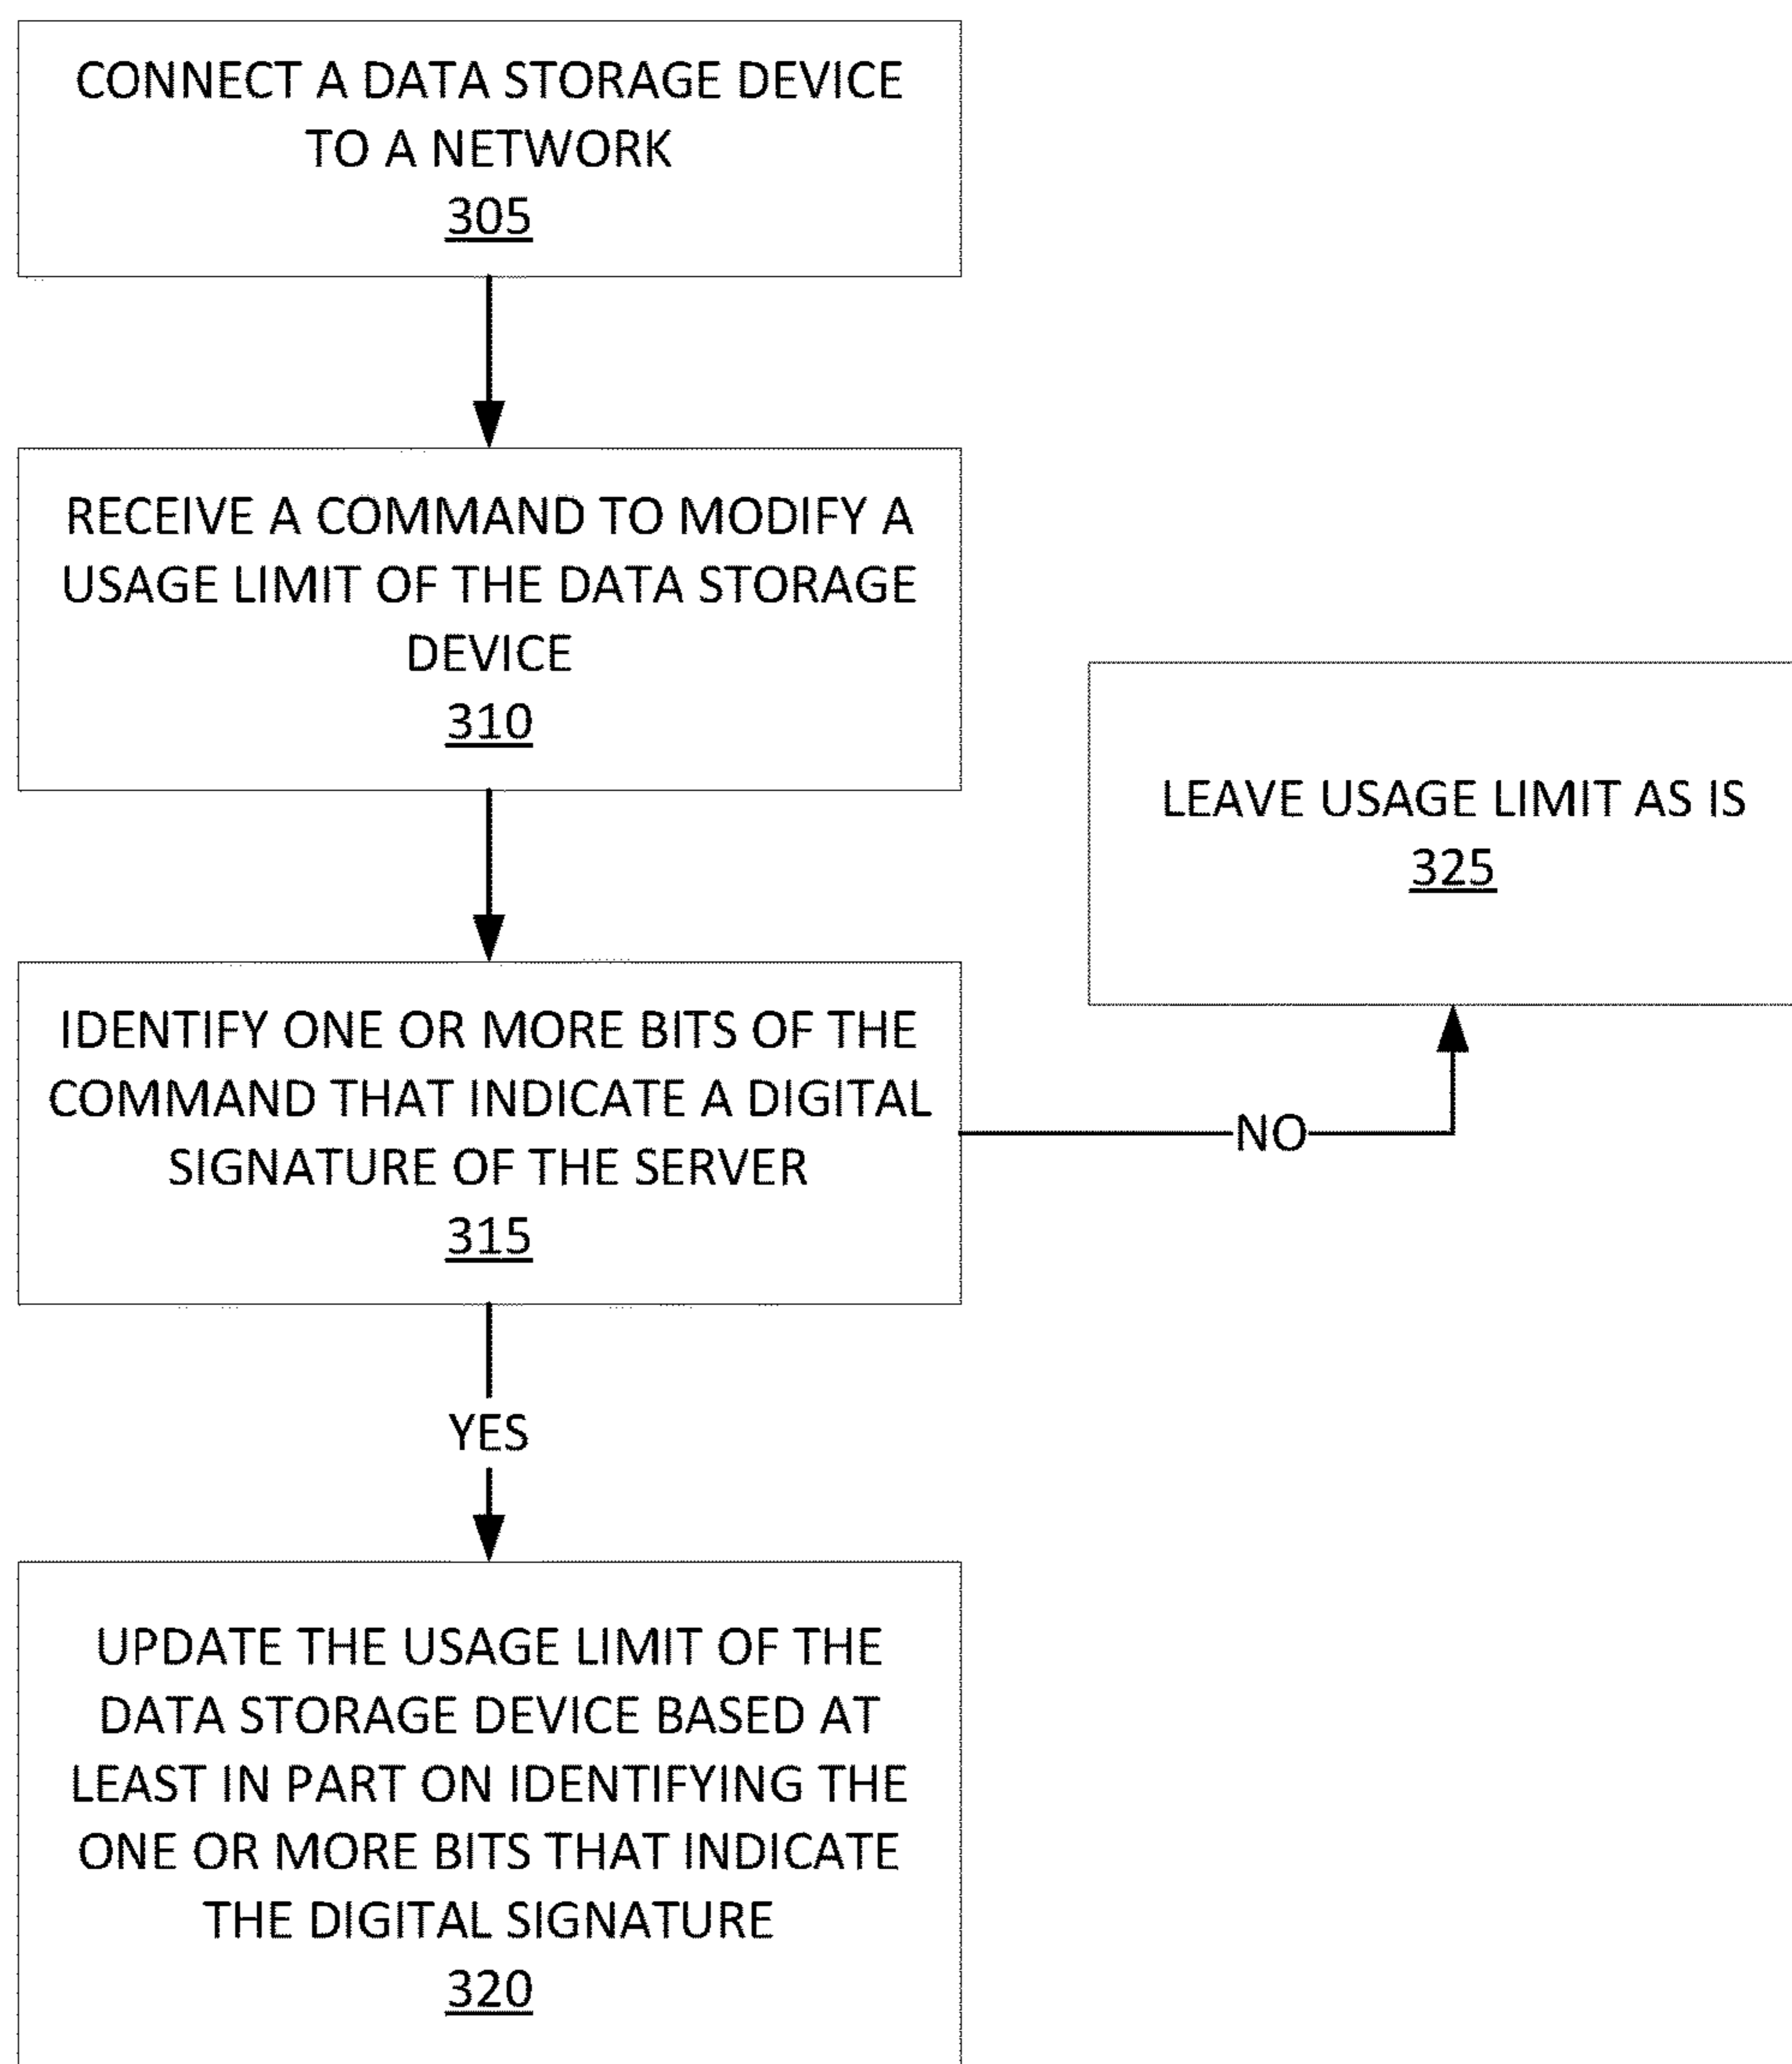 CONNECT A DATA STORAGE DEVICE
TO A NETWORK
305
RECEIVE A COMMAND TO MODIFY A
USAGE LIMIT OF THE DATA STORAGE
DEVICE
310
LEAVE USAGE LIMIT AS IS
325
IDENTIFY ONE OR MORE BITS OF THE
COMMAND THAT INDICATE A DIGITAL
SIGNATURE OF THE SERVER
315
NO
YES
UPDATE THE USAGE LIMIT OF THE
DATA STORAGE DEVICE BASED AT
LEAST IN PART ON IDENTIFYING THE
ONE OR MORE BITS THAT INDICATE
THE DIGITAL SIGNATURE
320